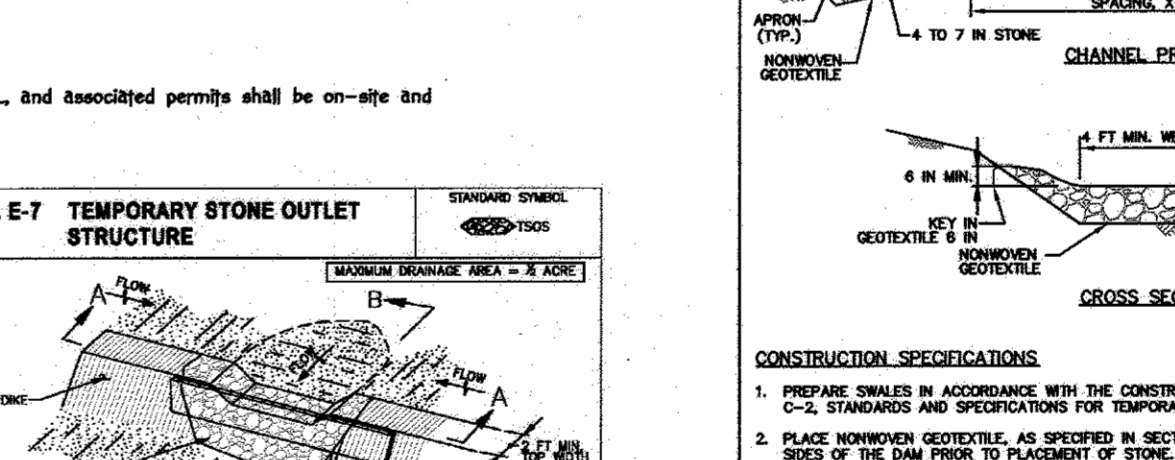 , and associated permits shall be on-site and
E-7 TEMPORARY STONE OUTLET
STRUCTURE
STANDARD SYMBOL
TSOS
MAXIMUM DRAINAGE AREA = ½ ACRE
A
FLOW
B
FLOW
FLOW
A
DIKE
2 FT MIN.
TOP WIDTH
SPACING, X
APRON
(TYP.)
4 TO 7 IN STONE
NONWOVEN
GEOTEXTILE
CHANNEL PR
4 FT MIN. WE
6 IN MIN.
KEY IN
GEOTEXTILE 6 IN
NONWOVEN
GEOTEXTILE
CROSS SEC
CONSTRUCTION SPECIFICATIONS
1. PREPARE SWALES IN ACCORDANCE WITH THE CONSTR
C-2, STANDARDS AND SPECIFICATIONS FOR TEMPORA
2. PLACE NONWOVEN GEOTEXTILE, AS SPECIFIED IN SECT
SIDES OF THE DAM PRIOR TO PLACEMENT OF STONE